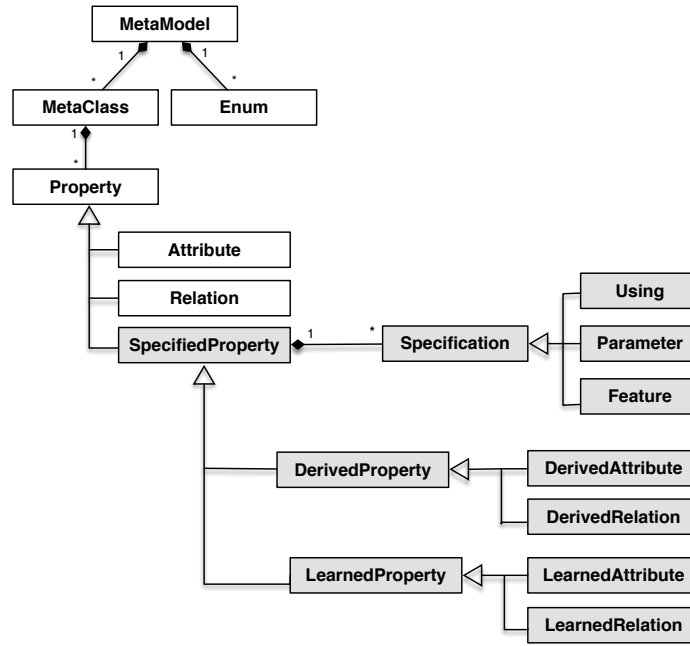 MetaModel
1
1
*
*
MetaClass
Enum
1
*
Property
Attribute
Relation
Using
SpecifiedProperty
1
*
Specification
Parameter
Feature
DerivedProperty
DerivedAttribute
DerivedRelation
LearnedProperty
LearnedAttribute
LearnedRelation